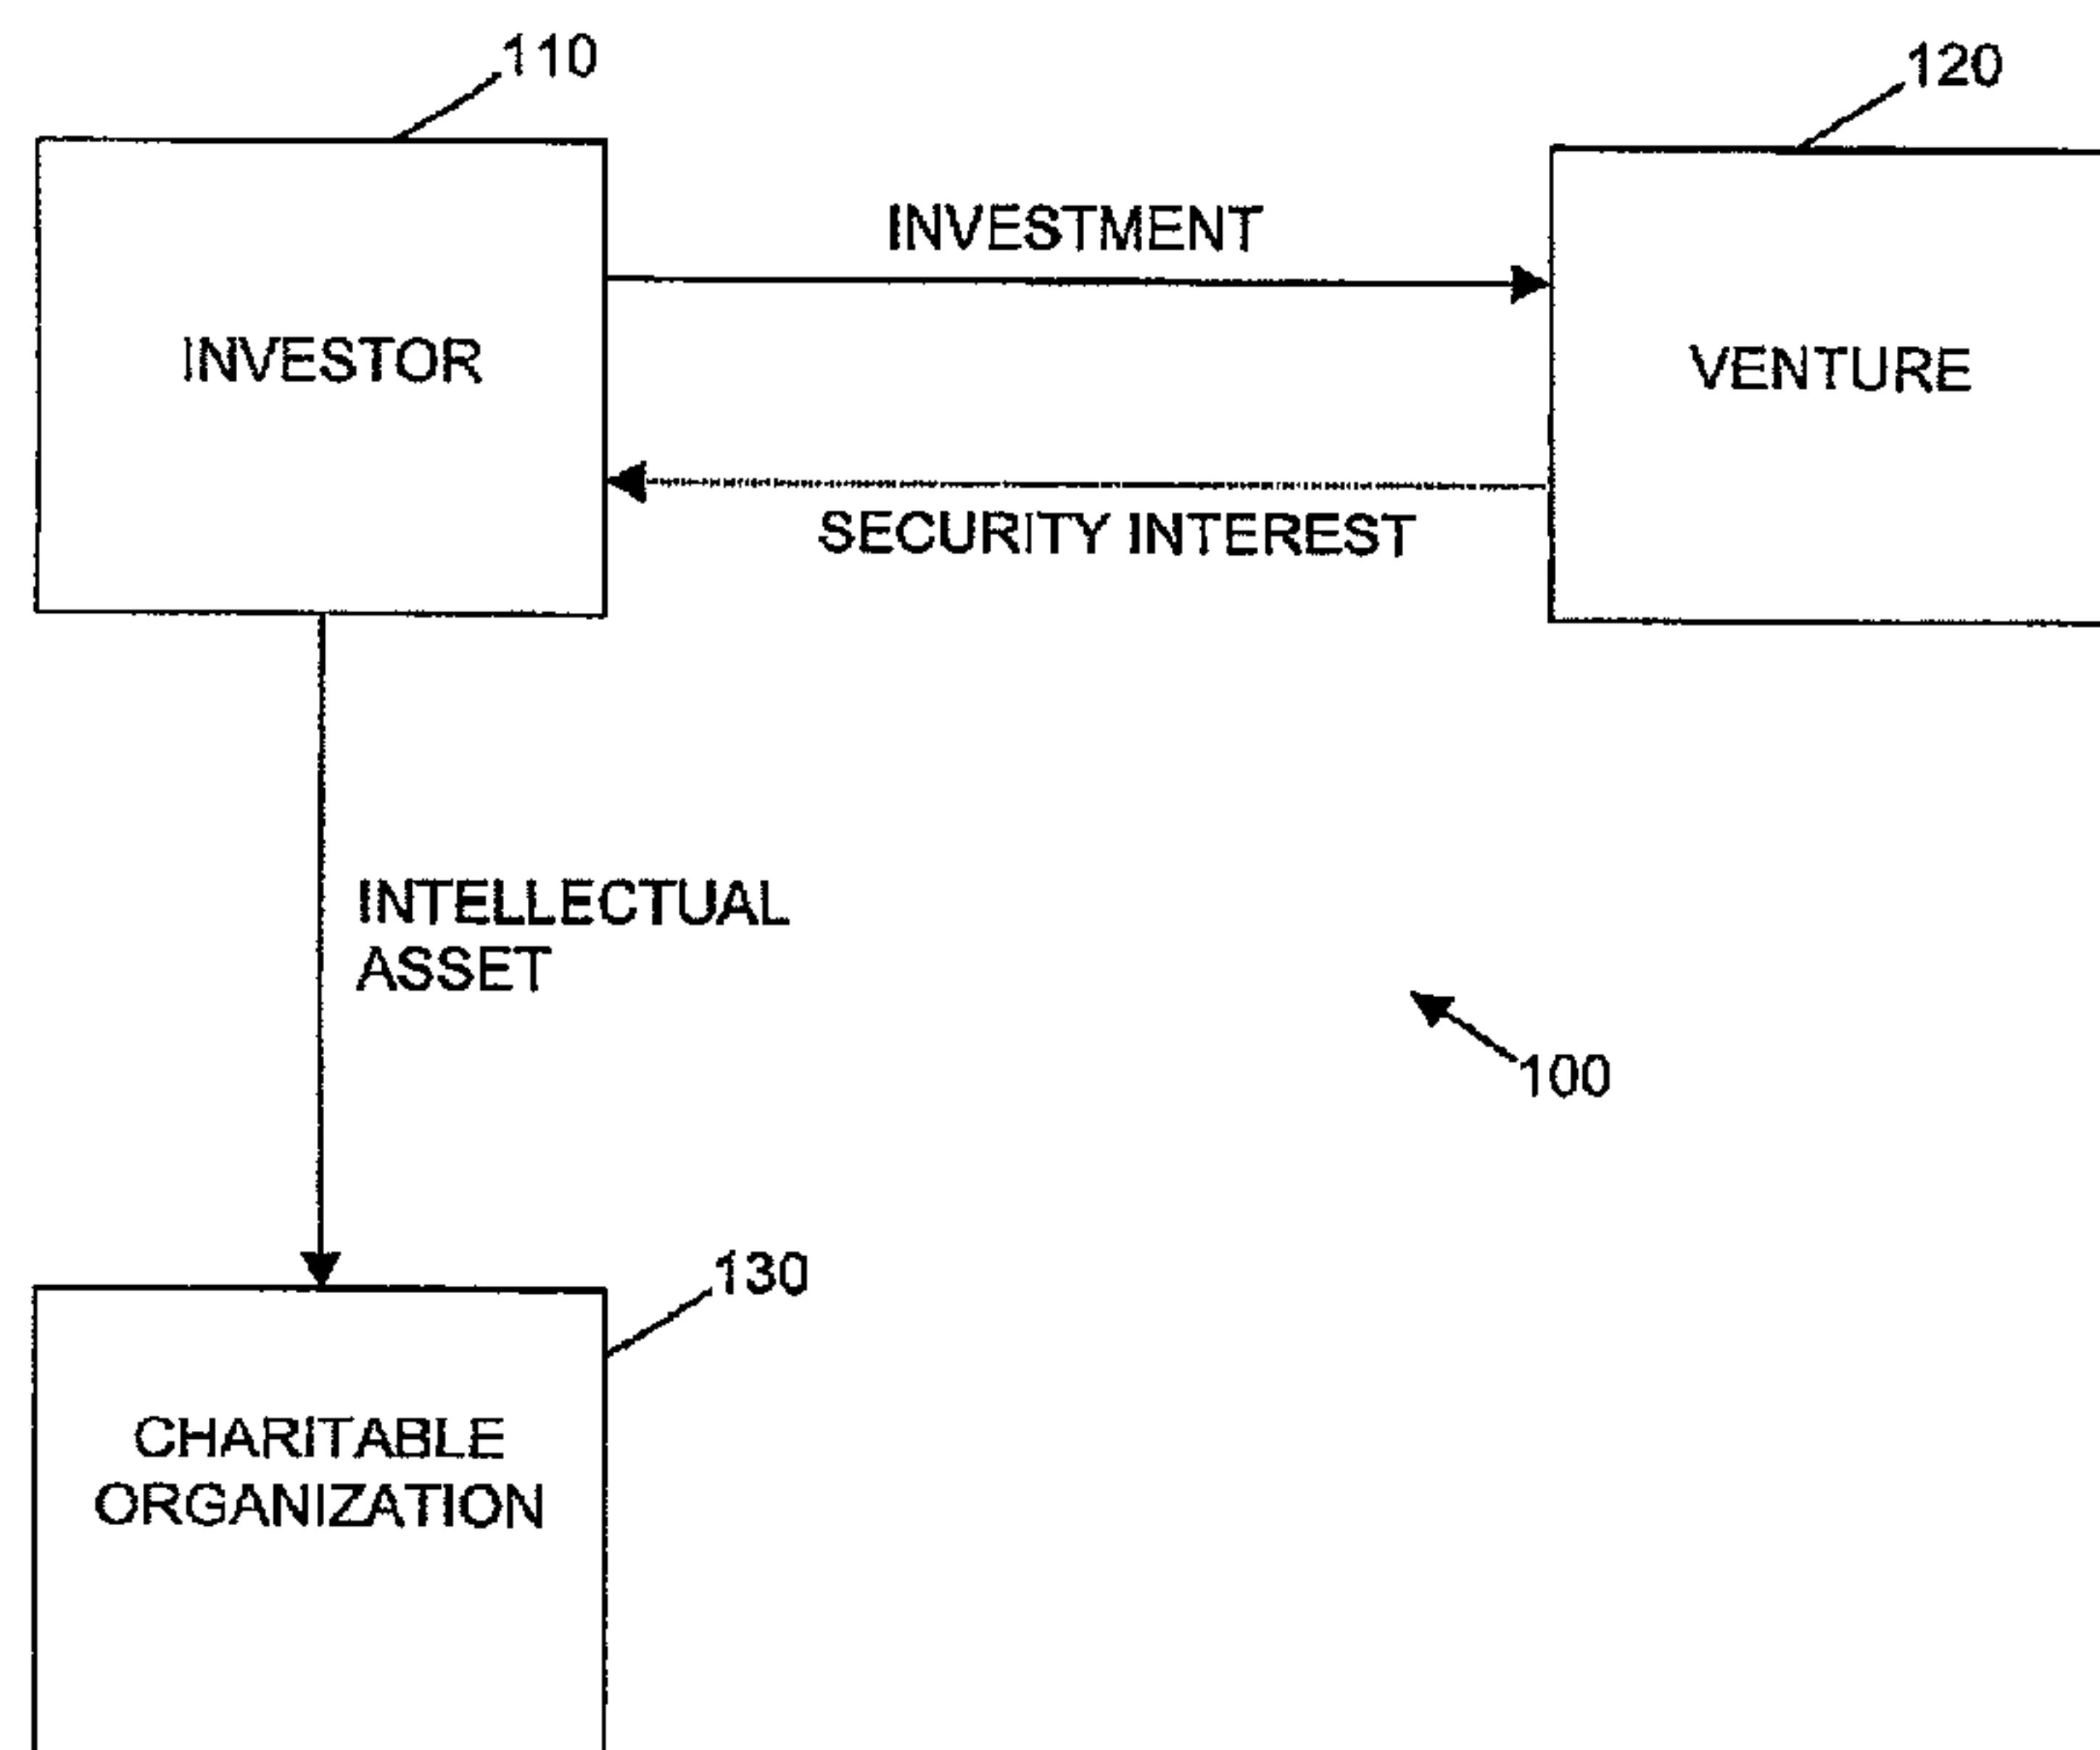 110
120
INVESTMENT
INVESTOR
VENTURE
SECURITY INTEREST
INTELLECTUAL
ASSET
100
130
CHARITABLE
ORGANIZATION